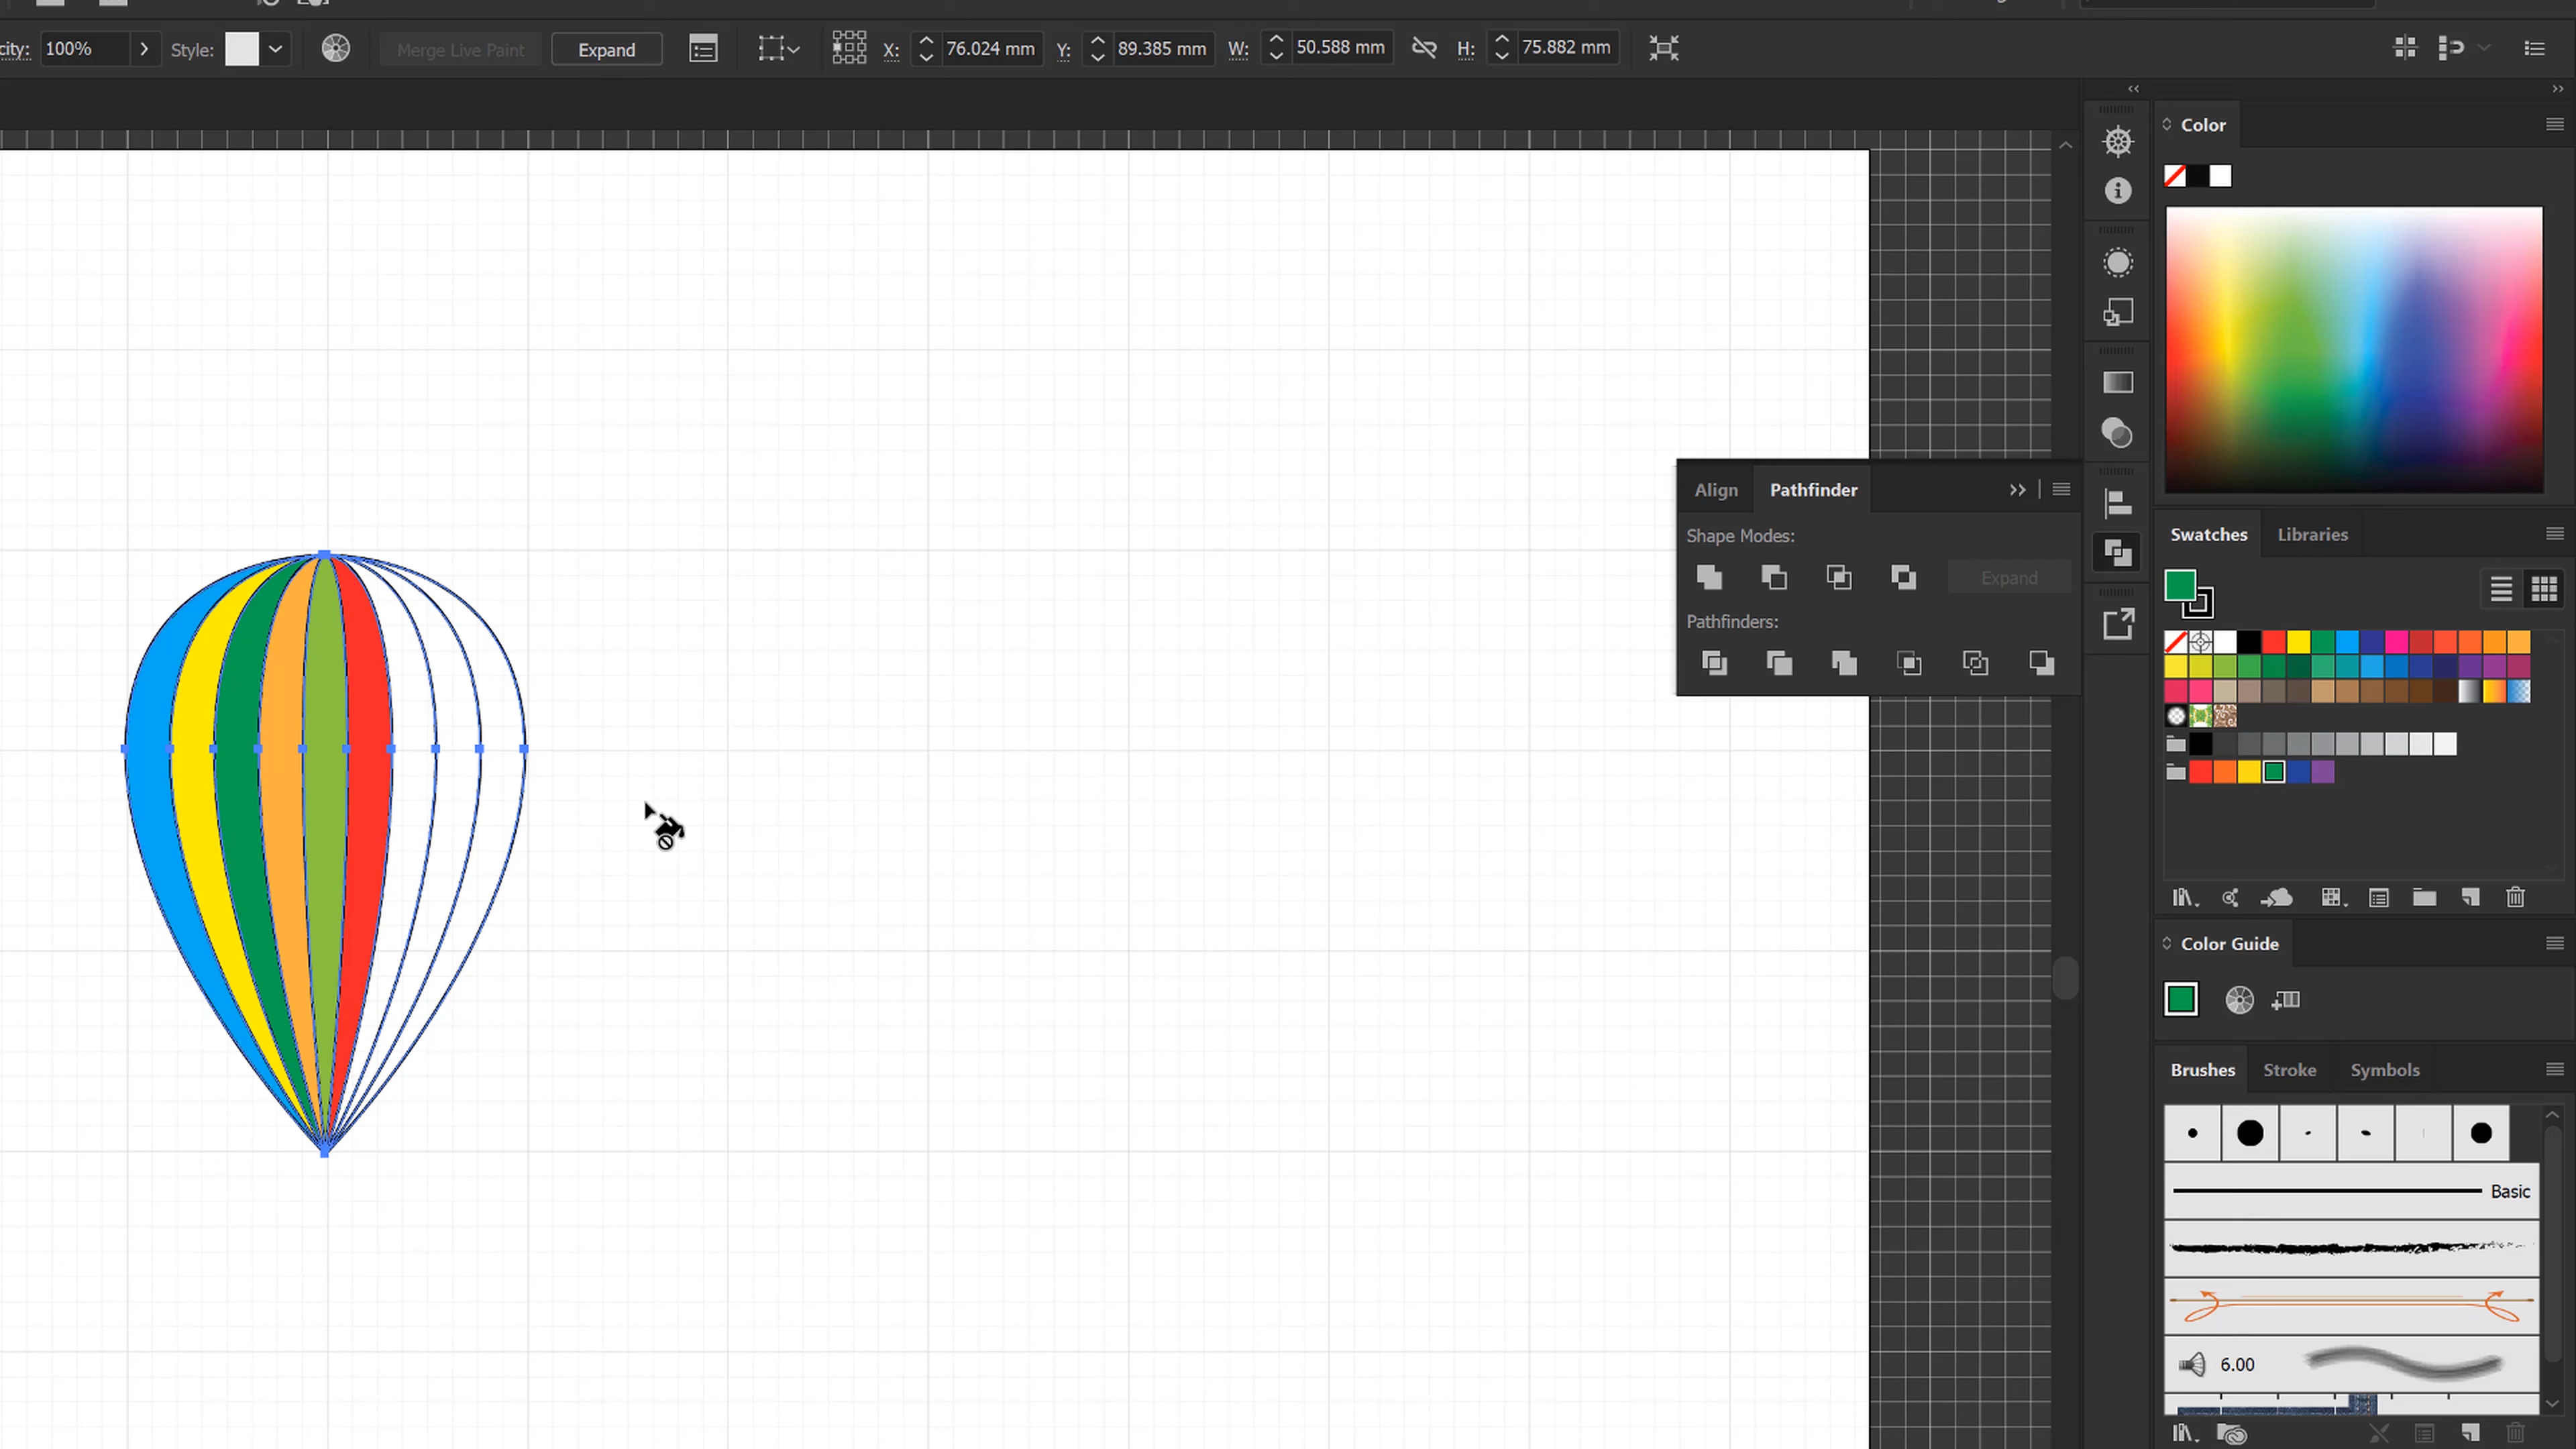 city: 100% Style: Merge Live Paint Expand X: 76.024 mm Y: 89.385 mm W: 50.588 mm H: 75.882 mm
Color
Align Pathfinder
Shape Modes:
Expand
Pathfinders:
Swatches Libraries
Color Guide
Brushes Stroke Symbols
Basic
6.00